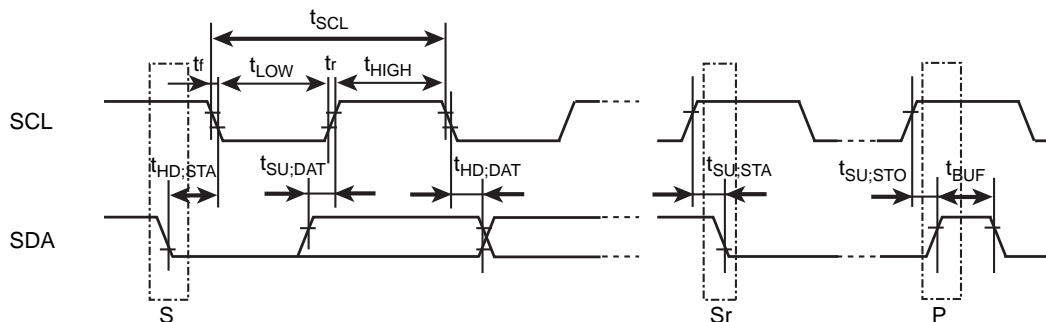 tSCL
tf tLOW tr tHIGH
SCL
tHD;STA tSU;DAT tHD;DAT tSU;STA tSU;STO tBUF
SDA
S Sr P